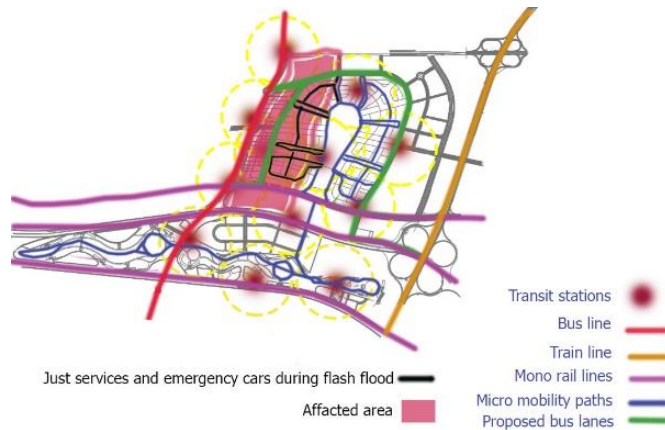 Transit stations
Bus line
Train line
Mono rail lines
Micro mobility paths
Proposed bus lanes
Just services and emergency cars during flash flood
Affacted area